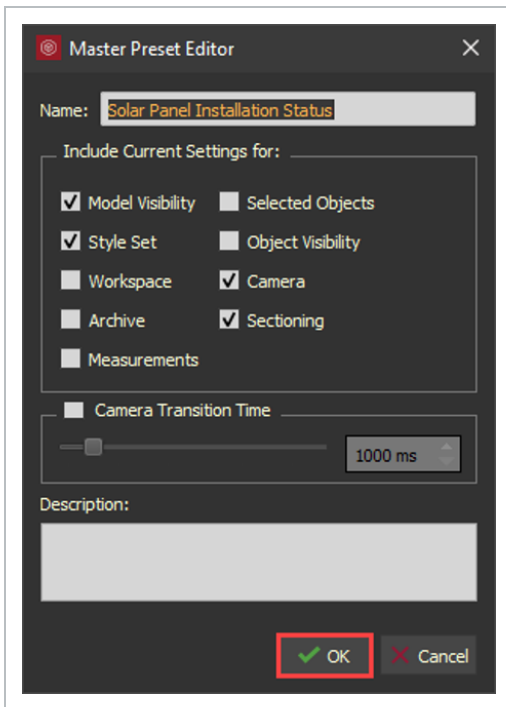 Master Preset Editor
Name: Solar Panel Installation Status
Include Current Settings for:
Model Visibility Selected Objects
Style Set Object Visibility
Workspace Camera
Archive Sectioning
Measurements
Camera Transition Time
1000 ms
Description:
OK Cancel